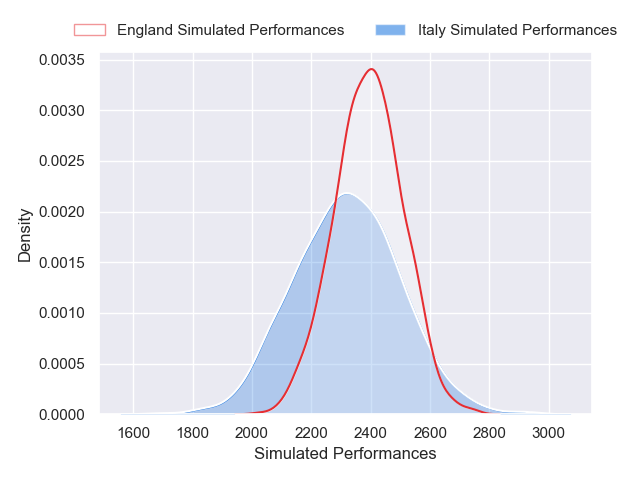 England Simulated Performances Italy Simulated Performances
0.0035
0.0030
0.0025
0.0020
0.0015
0.0010
0.0005
0.0000
Density
1600 1800 2000 2200 2400 2600 2800 3000
Simulated Performances